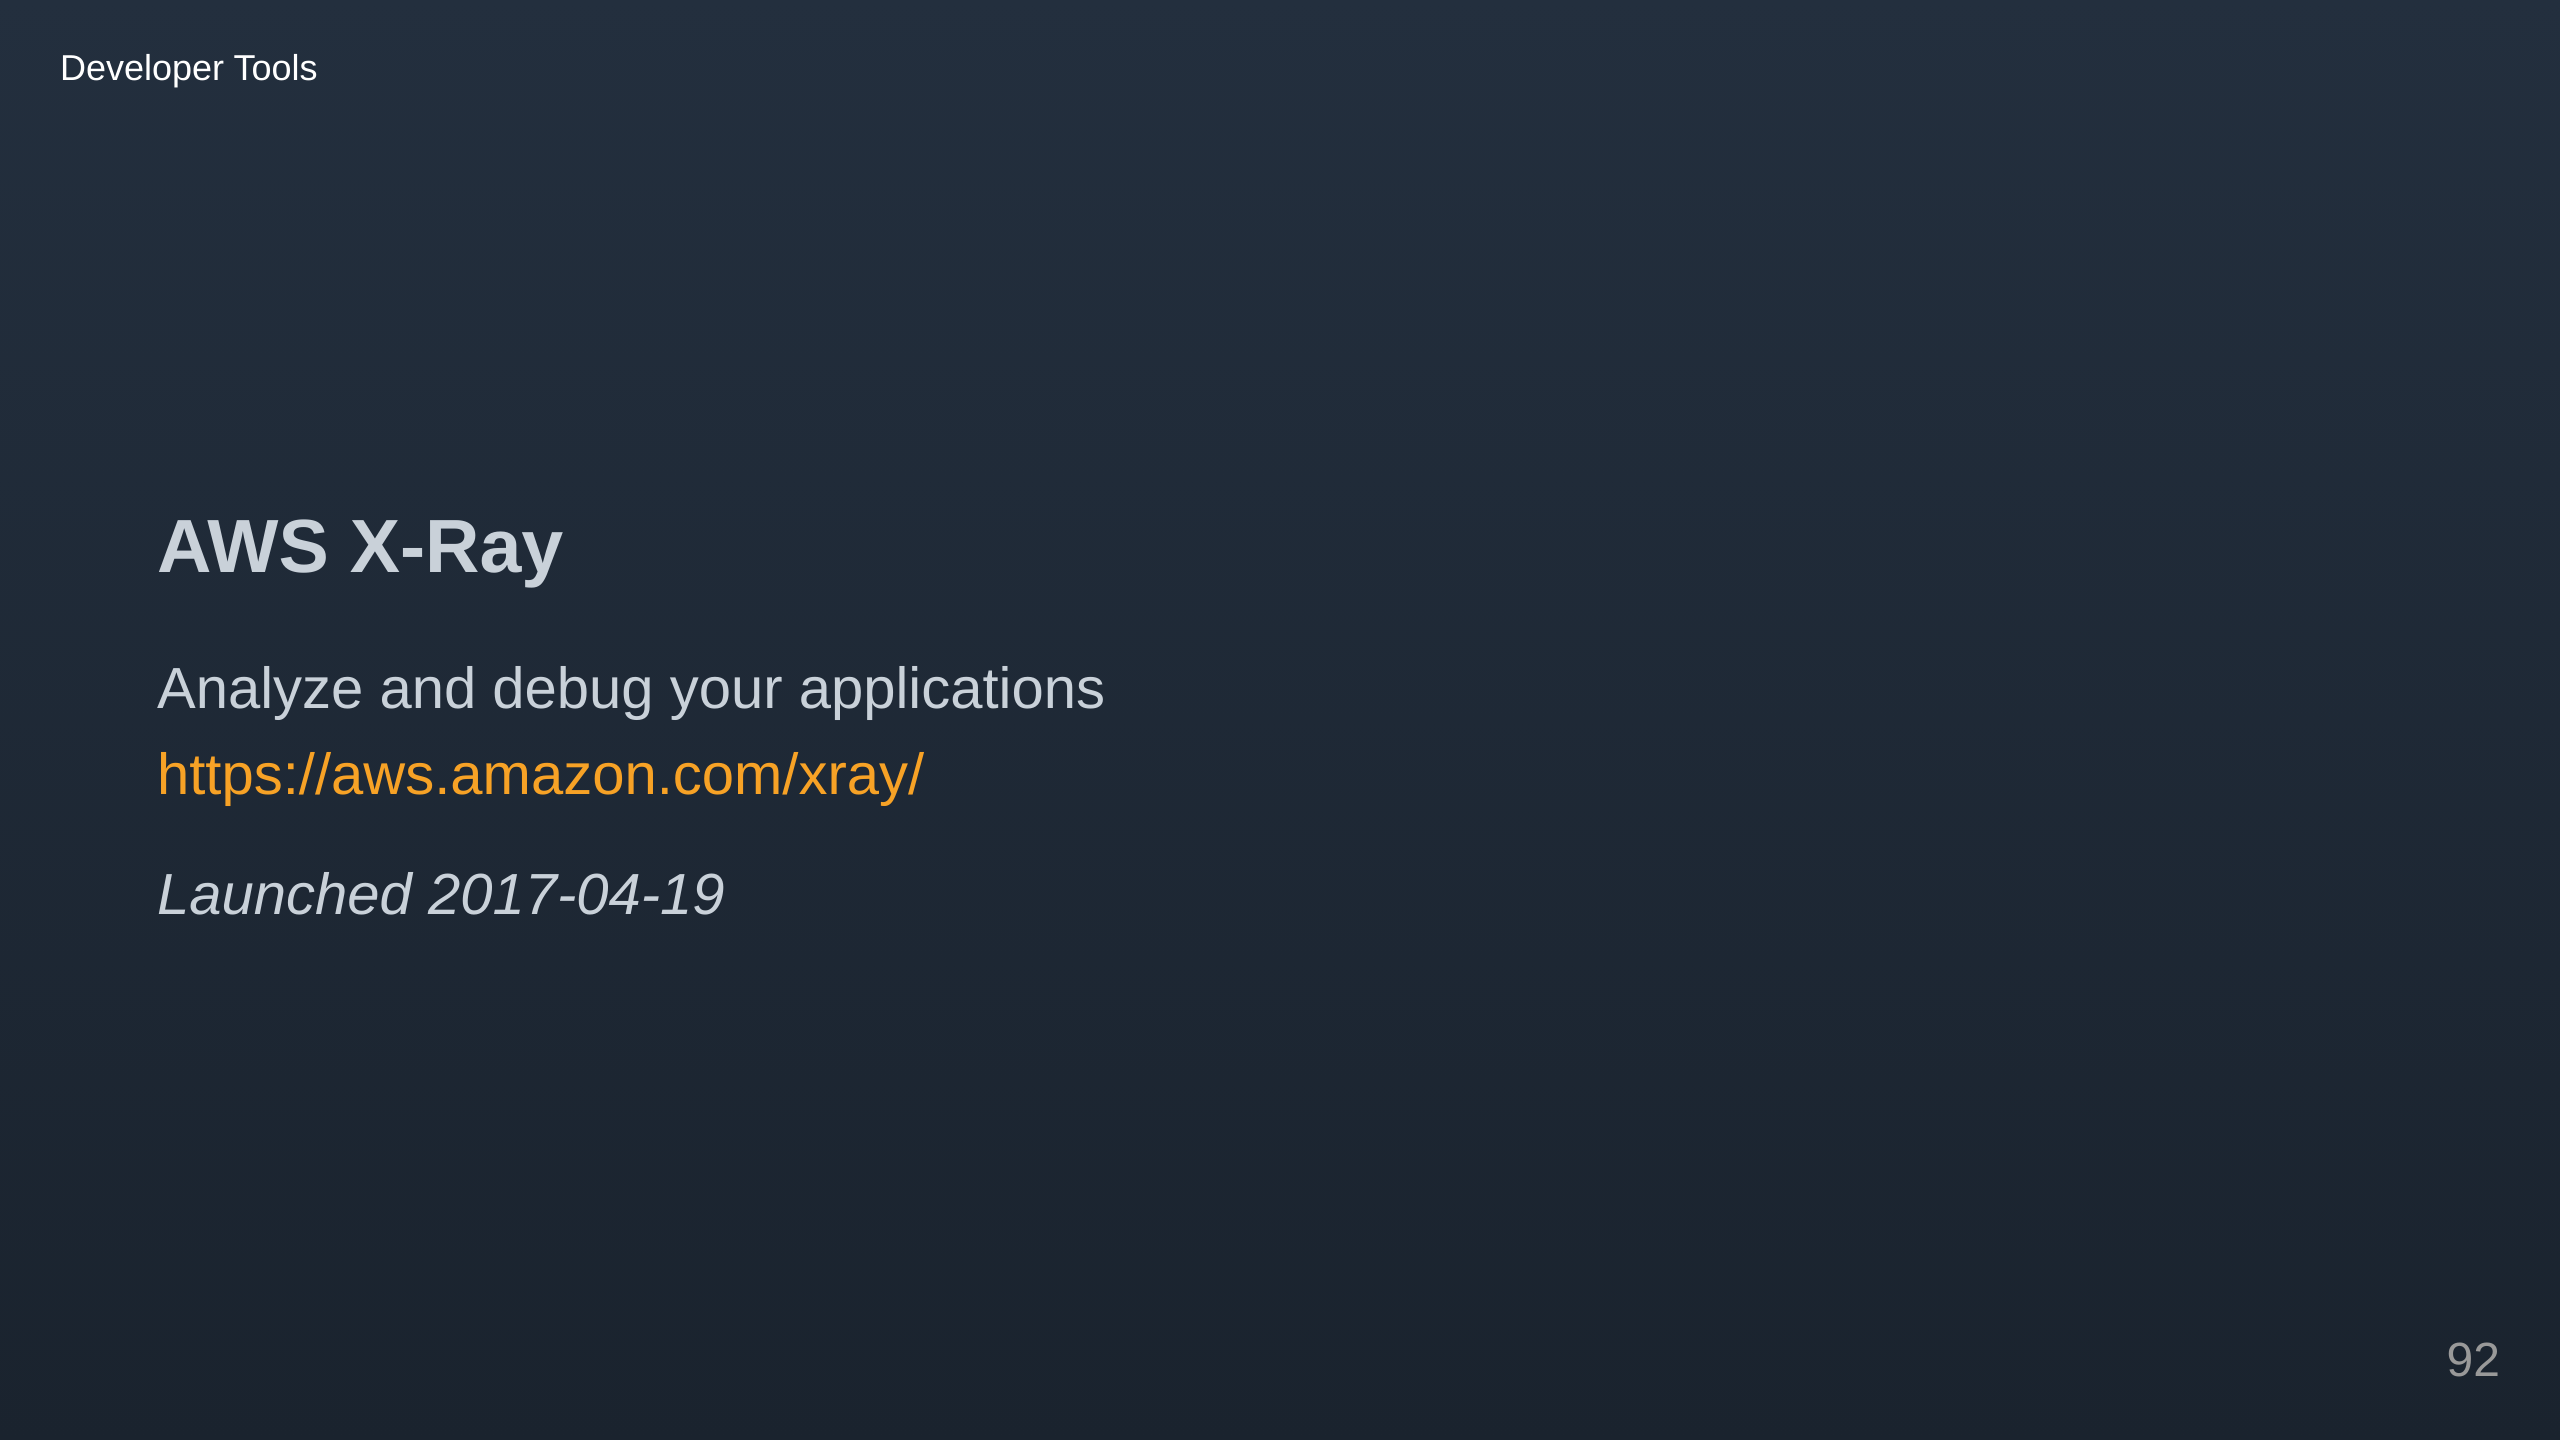 Developer Tools
AWS X-Ray
Analyze and debug your applications
https://aws.amazon.com/xray/
Launched 2017-04-19
92